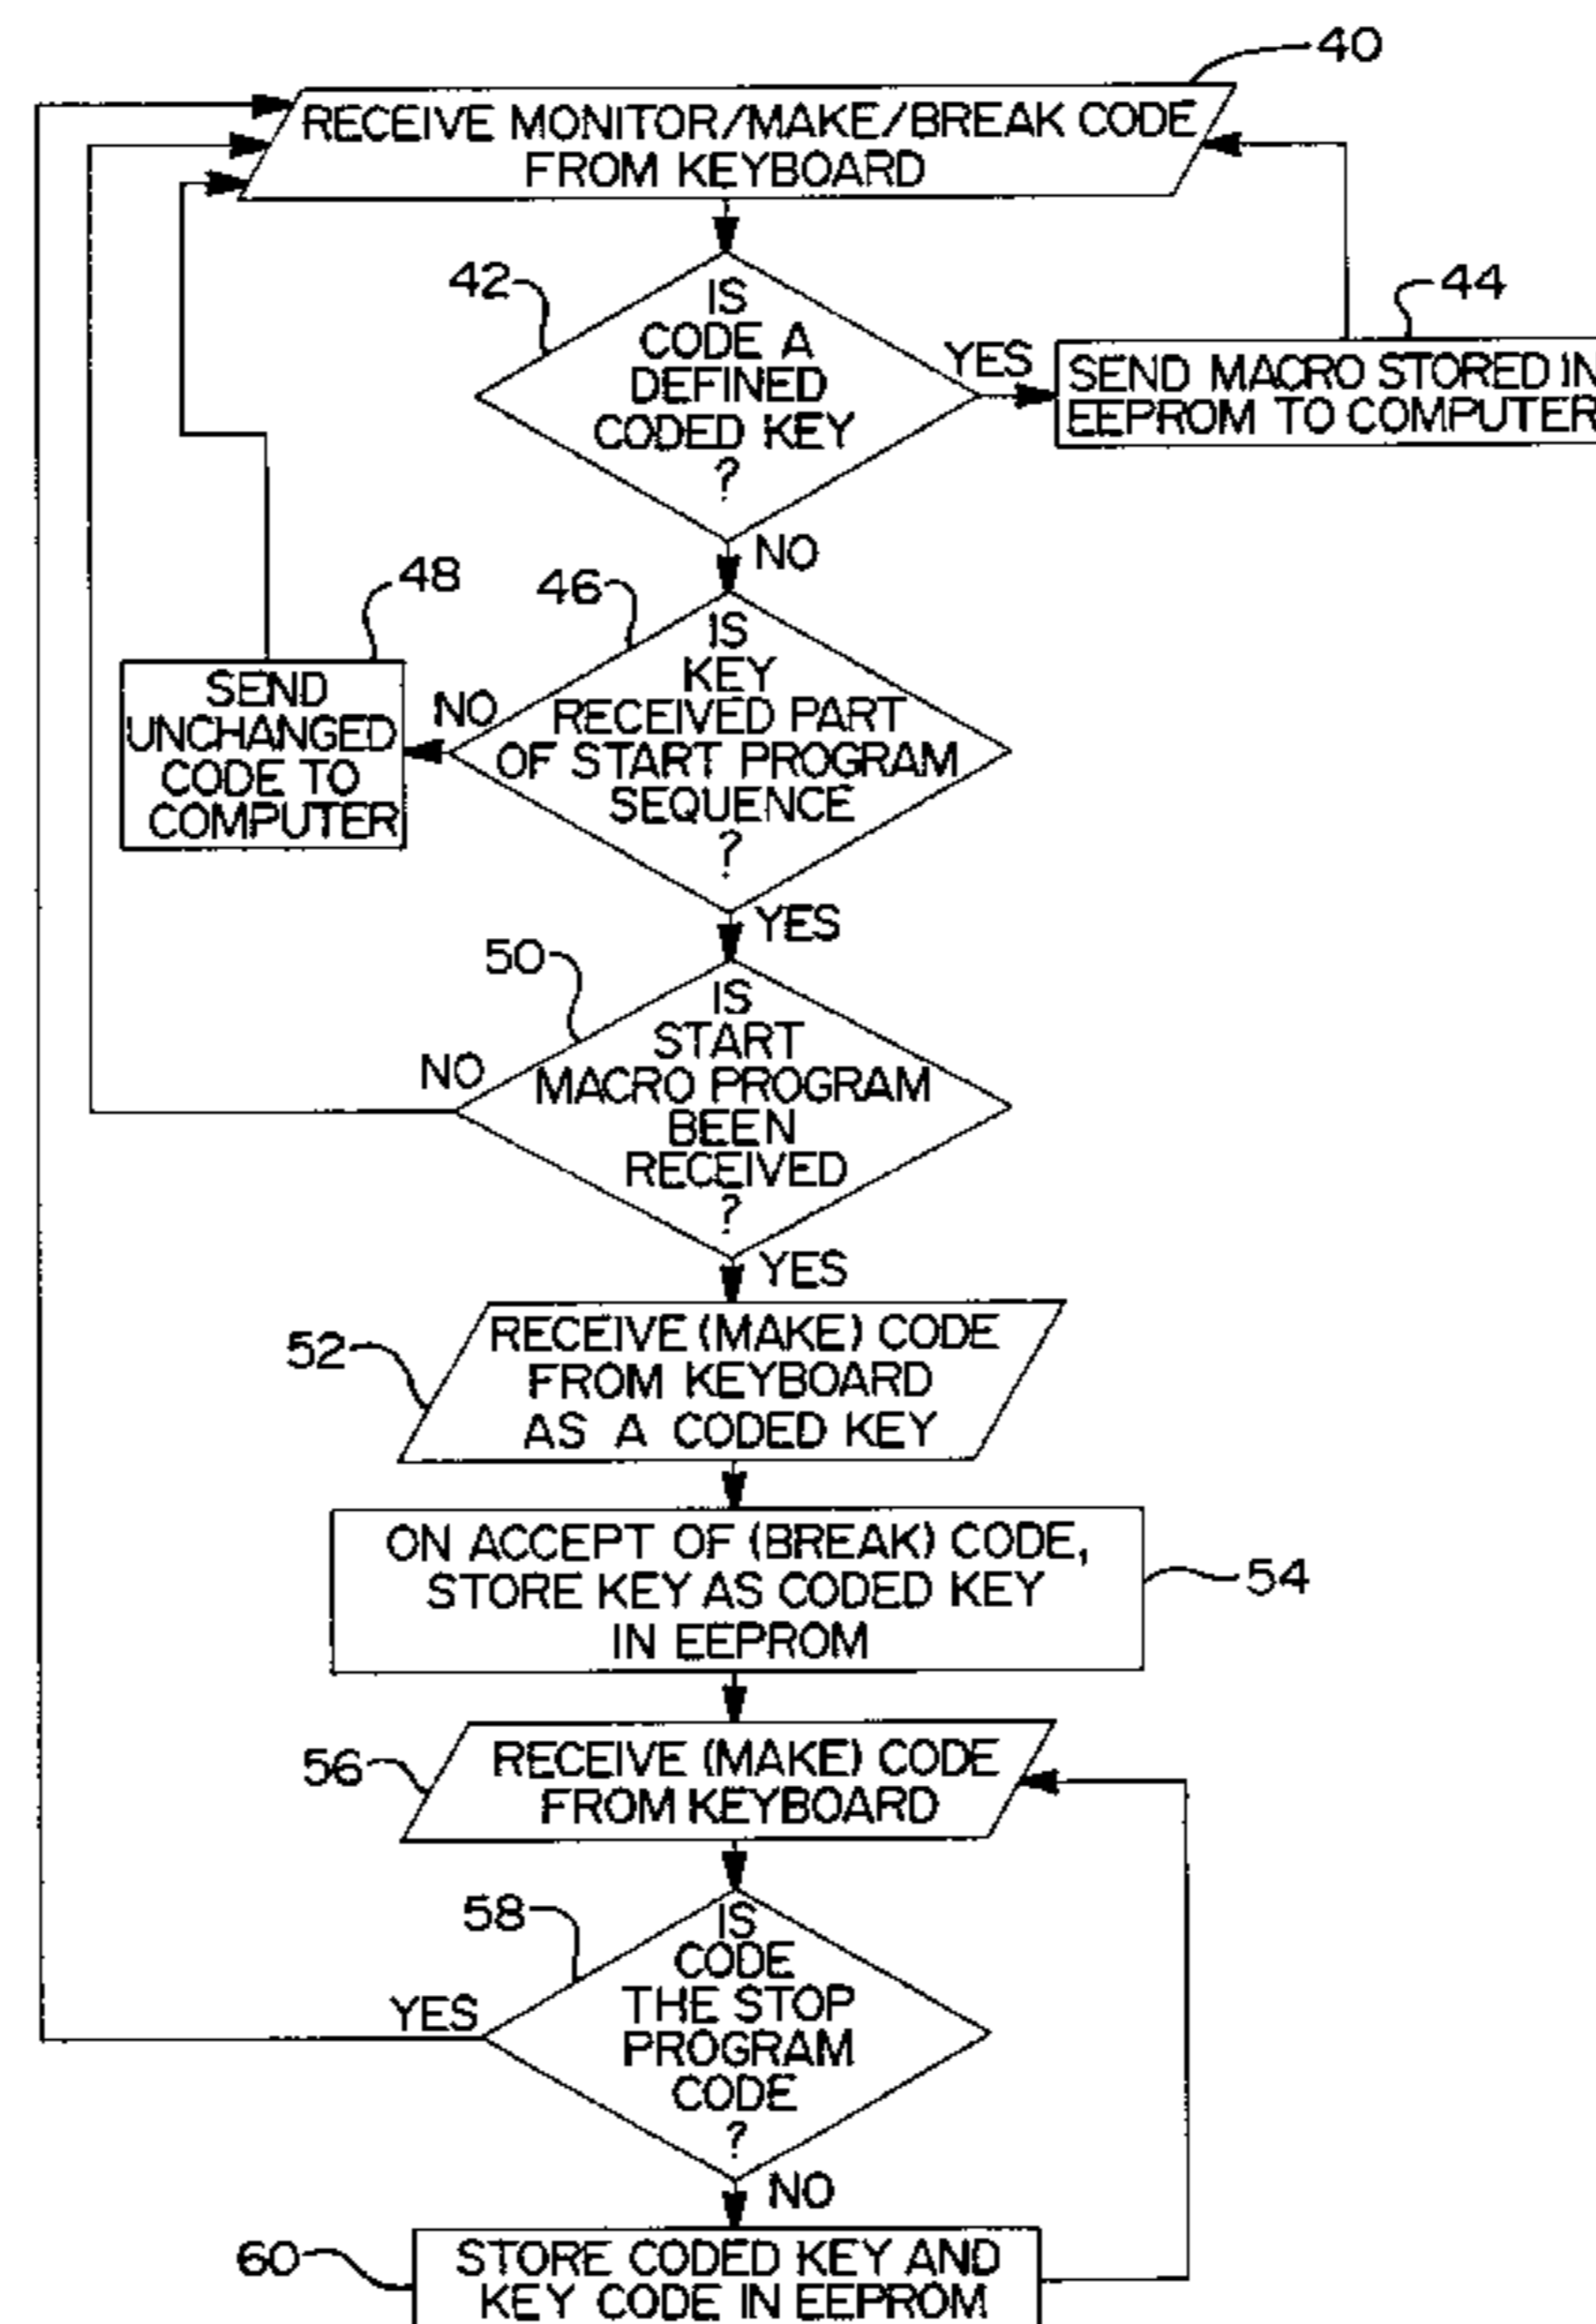 40
RECEIVE MONITOR/MAKE/BREAK CODE
FROM KEYBOARD
42
IS
CODE A
DEFINED
CODED KEY
?
YES
44
SEND MACRO STORED IN
EEPROM TO COMPUTER
NO
46
IS
KEY
RECEIVED PART
OF START PROGRAM
SEQUENCE
?
NO
48
SEND
UNCHANGED
CODE TO
COMPUTER
YES
50
IS
START
MACRO PROGRAM
BEEN
RECEIVED
?
NO
YES
52
RECEIVE (MAKE) CODE
FROM KEYBOARD
AS A CODED KEY
ON ACCEPT OF (BREAK) CODE,
STORE KEY AS CODED KEY
IN EEPROM
54
56
RECEIVE (MAKE) CODE
FROM KEYBOARD
58
IS
CODE
THE STOP
PROGRAM
CODE
?
YES
NO
60
STORE CODED KEY AND
KEY CODE IN EEPROM